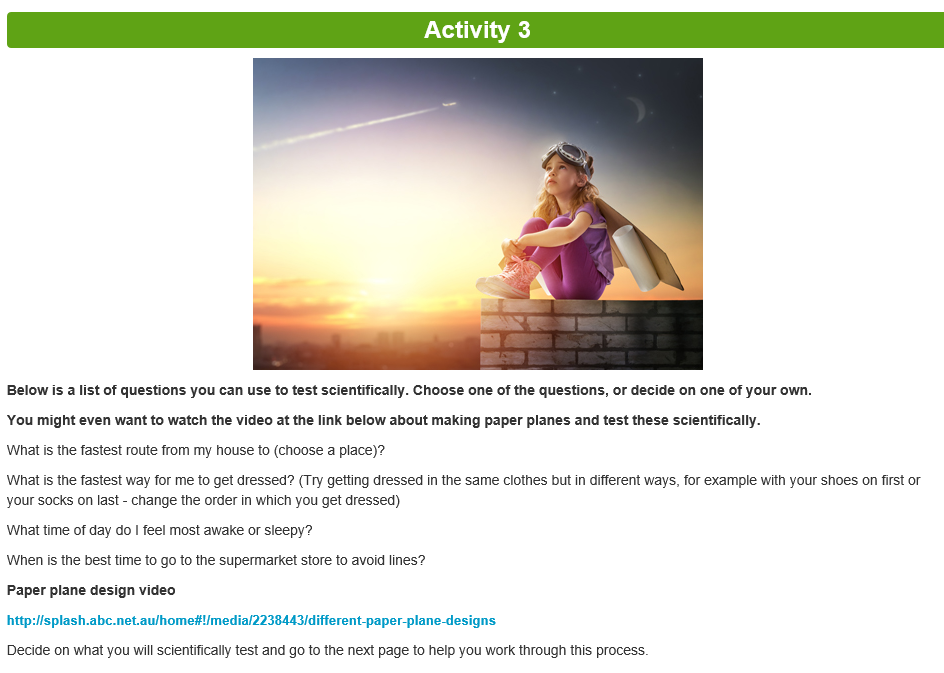 Activity 3
Below is a list of questions you can use to test scientifically. Choose one of the questions, or decide on one of your own.
You might even want to watch the video at the link below about making paper planes and test these scientifically.
What is the fastest route from my house to (choose a place)?
What is the fastest way for me to get dressed? (Try getting dressed in the same clothes but in different ways, for example with your shoes on first or
your socks on last - change the order in which you get dressed)
What time of day do I feel most awake or sleepy?
When is the best time to go to the supermarket store to avoid lines?
Paper plane design video
http://splash.abc.net.au/home#!/media/2238443/different-paper-plane-designs
Decide on what you will scientifically test and go to the next page to help you work through this process.